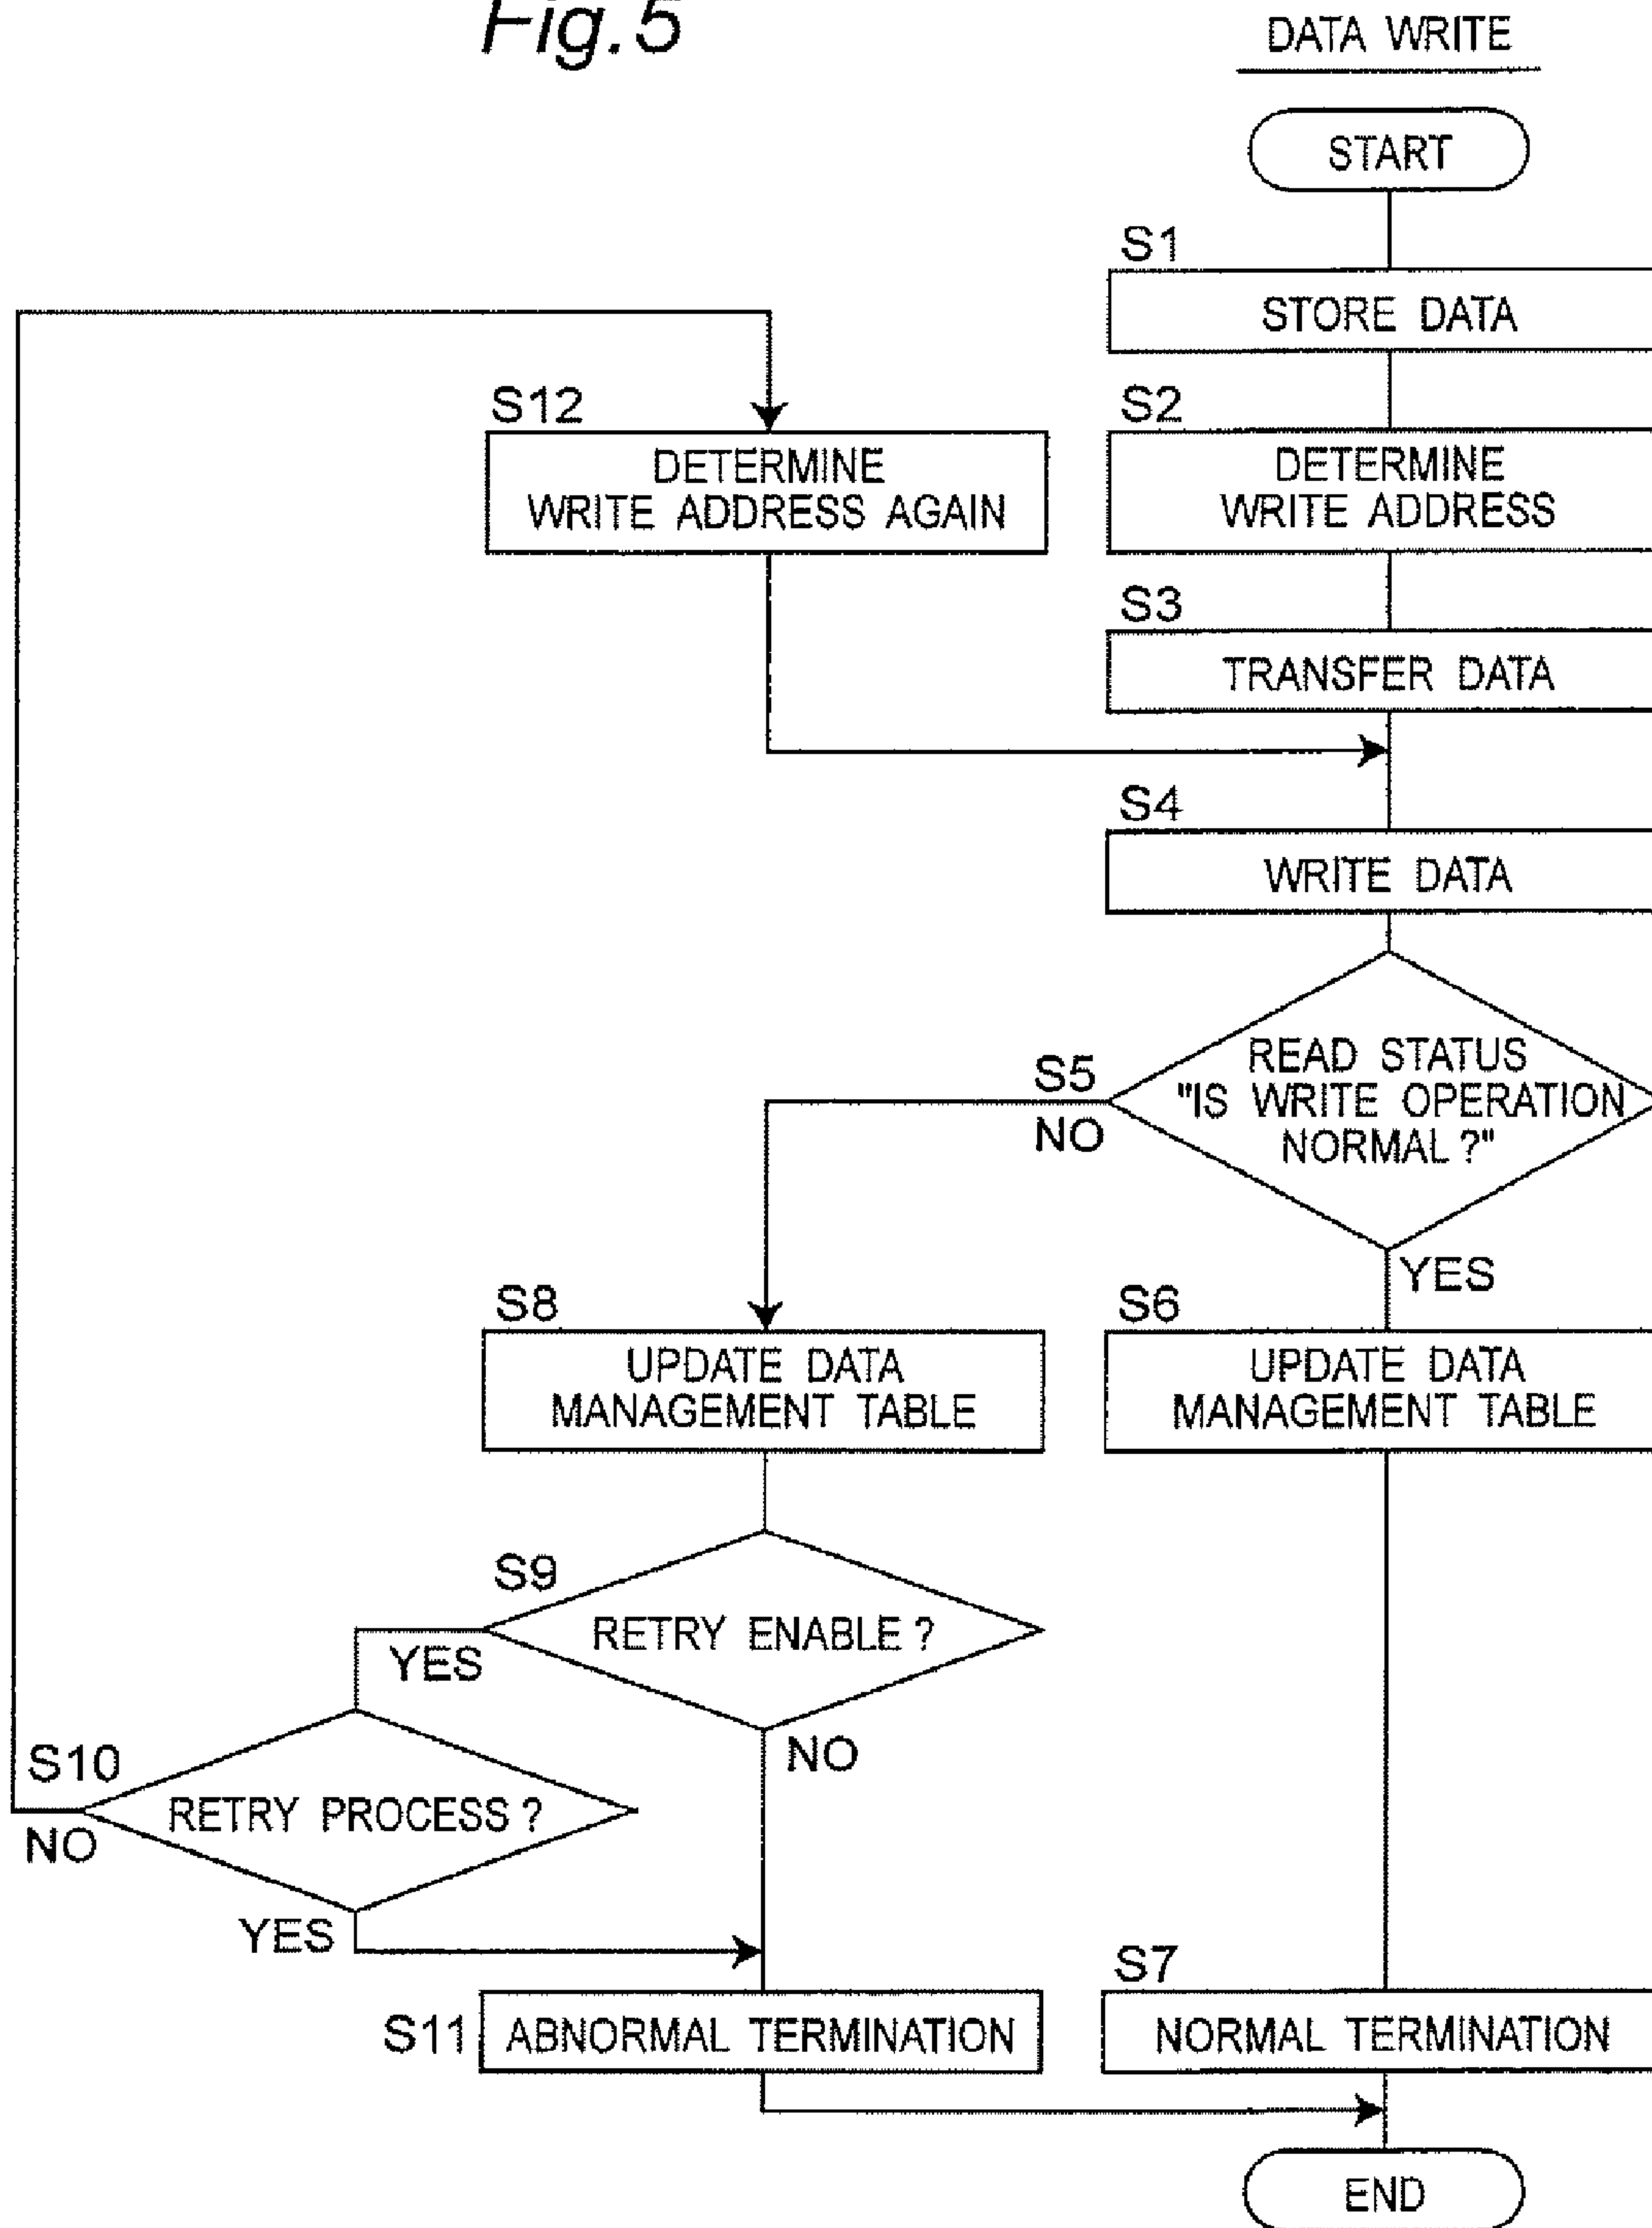 Fig.5
DATA WRITE
START
S1
STORE DATA
S12
S2
DETERMINE
WRITE ADDRESS AGAIN
DETERMINE
WRITE ADDRESS
S3
TRANSFER DATA
S4
WRITE DATA
S5
NO
READ STATUS
"IS WRITE OPERATION
NORMAL ?"
YES
S8
S6
UPDATE DATA
MANAGEMENT TABLE
UPDATE DATA
MANAGEMENT TABLE
S9
RETRY ENABLE ?
YES
NO
S10
RETRY PROCESS ?
NO
YES
S11
ABNORMAL TERMINATION
S7
NORMAL TERMINATION
END